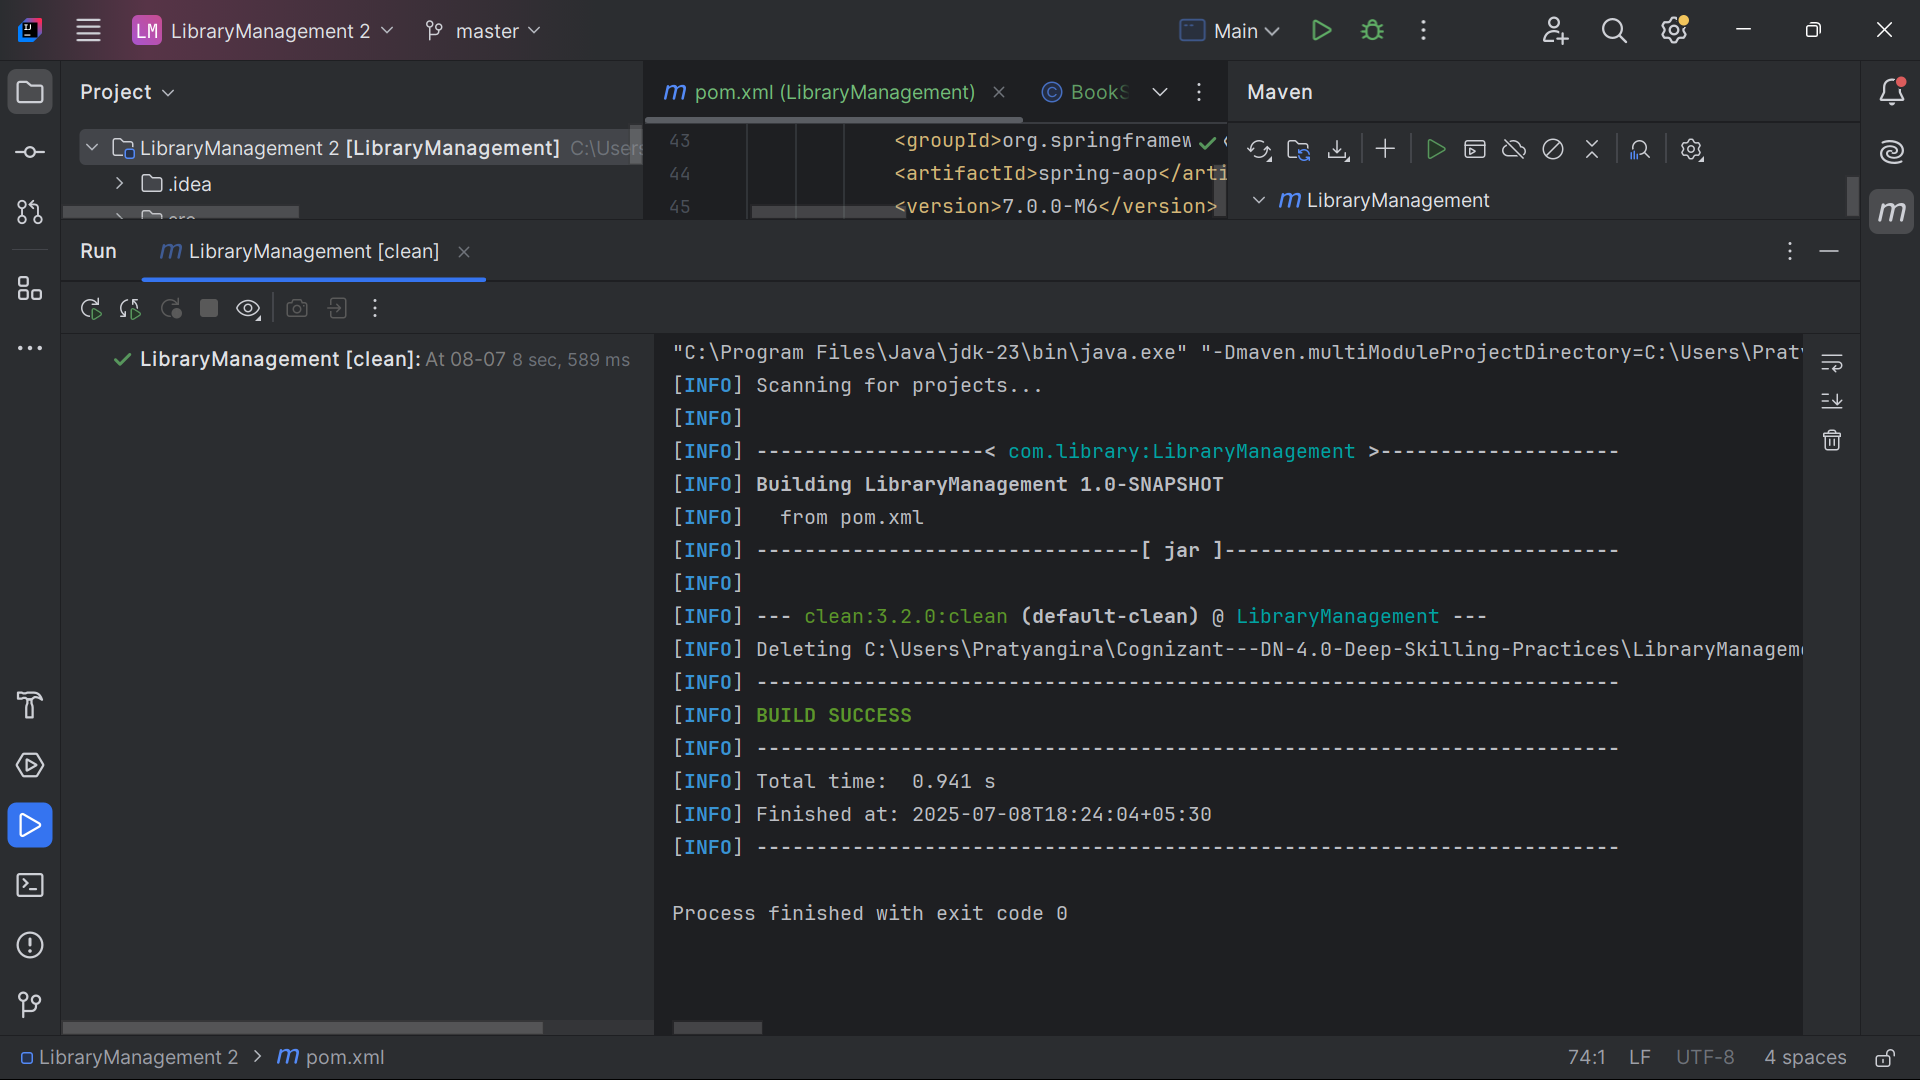 LM LibraryManagement 2
master
Main
Project
pom.xml (LibraryManagement)
Maven
LibraryManagement 2 [LibraryManagement] C:\Users
.idea
43 <groupId>org.springframew
44 <artifactId>spring-aop</arti
45 <version>7.0.0-M6</version>
m LibraryManagement
Run
m LibraryManagement [clean]
LibraryManagement [clean]: At 08-07 8 sec, 589 ms
"C:\Program Files\Java\jdk-23\bin\java.exe" "-Dmaven.multiModuleProjectDirectory=C:\Users\Praty
[INFO] Scanning for projects...
[INFO]
[INFO] -------------------< com.library:LibraryManagement >--------------------
[INFO] Building LibraryManagement 1.0-SNAPSHOT
[INFO]   from pom.xml
[INFO] --------------------------------[ jar ]---------------------------------
[INFO]
[INFO] --- clean:3.2.0:clean (default-clean) @ LibraryManagement ---
[INFO] Deleting C:\Users\Pratyangira\Cognizant---DN-4.0-Deep-Skilling-Practices\LibraryManagem
[INFO] ------------------------------------------------------------------------
[INFO] BUILD SUCCESS
[INFO] ------------------------------------------------------------------------
[INFO] Total time:  0.941 s
[INFO] Finished at: 2025-07-08T18:24:04+05:30
[INFO] ------------------------------------------------------------------------
Process finished with exit code 0
LibraryManagement 2 > m pom.xml
74:1 LF UTF-8 4 spaces